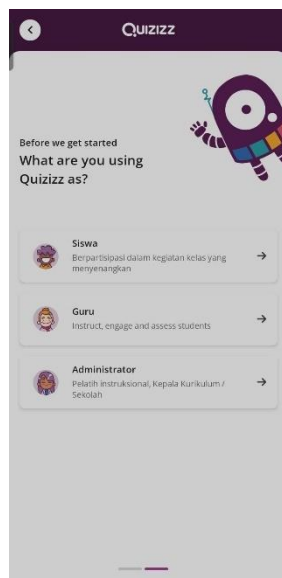 Quizizz
Before we get started
What are you using
Quizizz as?
Siswa
Berpartisipasi dalam kegiatan kelas yang
menyenangkan
Guru
Instruct, engage and assess students
Administrator
Pelatih instruksional, Kepala Kurikulum /
Sekolah